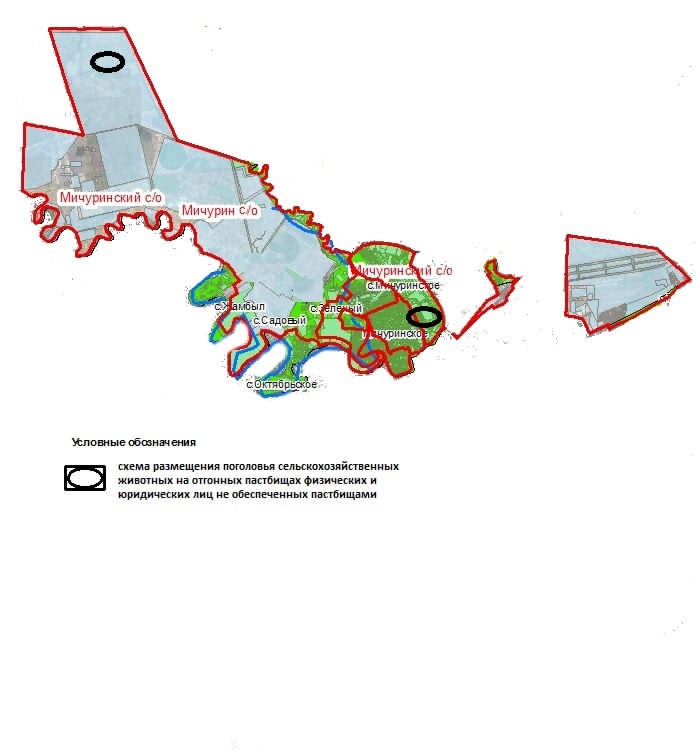 Мичуринский с/о
Мичурин с/о
Мичуринский с/о
с.Мичуринское
с.Жамбыл
с.Зеленый
с.Садовый
Мичуринское
с.Октябрьское
Условные обозначения
схема размещения поголовья сельскохозяйственных
животных на отгонных пастбищах физических и
юридических лиц не обеспеченных пастбищами